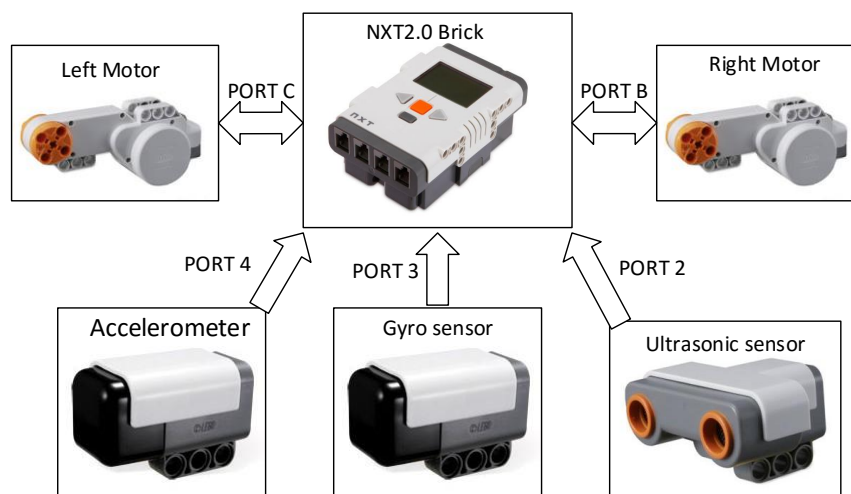 NXT2.0 Brick
Left Motor
Right Motor
PORT C
PORT B
nXT
PORT 4
PORT 3
PORT 2
Accelerometer
Gyro sensor
Ultrasonic sensor